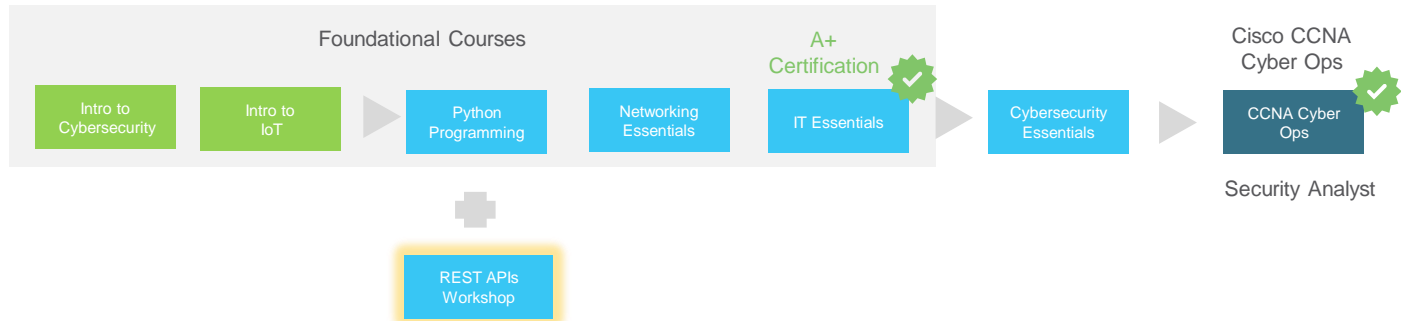 Foundational Courses
A+
Certification
Cisco CCNA
Cyber Ops
Intro to
Cybersecurity
Intro to
IoT
Python
Programming
Networking
Essentials
IT Essentials
Cybersecurity
Essentials
CCNA Cyber
Ops
Security Analyst
REST APIs
Workshop